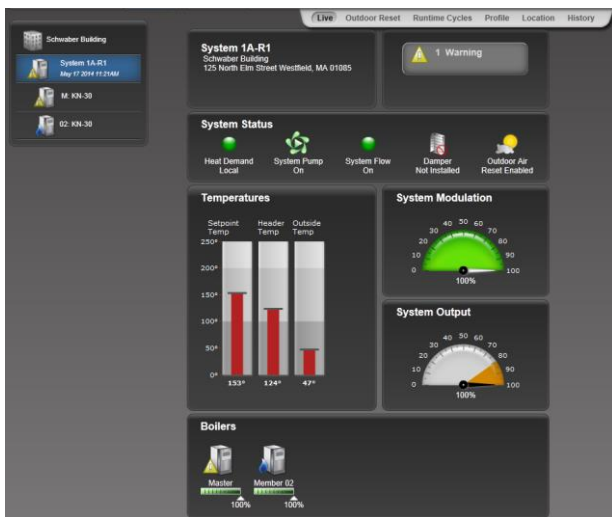 Live Outdoor Reset Runtime Cycles Profile Location History
Schwaber Building
System 1A-R1
May 17 2014 11:21AM
M: KN-30
02: KN-30
System 1A-R1
Schwaber Building
125 North Elm Street Westfield, MA 01085
1 Warning
System Status
Heat Demand
Local
System Pump
On
System Flow
On
Damper
Not Installed
Outdoor Air
Reset Enabled
Temperatures
Setpoint Temp
Header Temp
Outside Temp
250°
200°
150°
100°
50°
0°
153° 124° 47°
System Modulation
0 10 20 30 40 50 60 70 80 90 100
100%
System Output
0 10 20 30 40 50 60 70 80 90 100
100%
Boilers
Master
100%
Member 02
100%